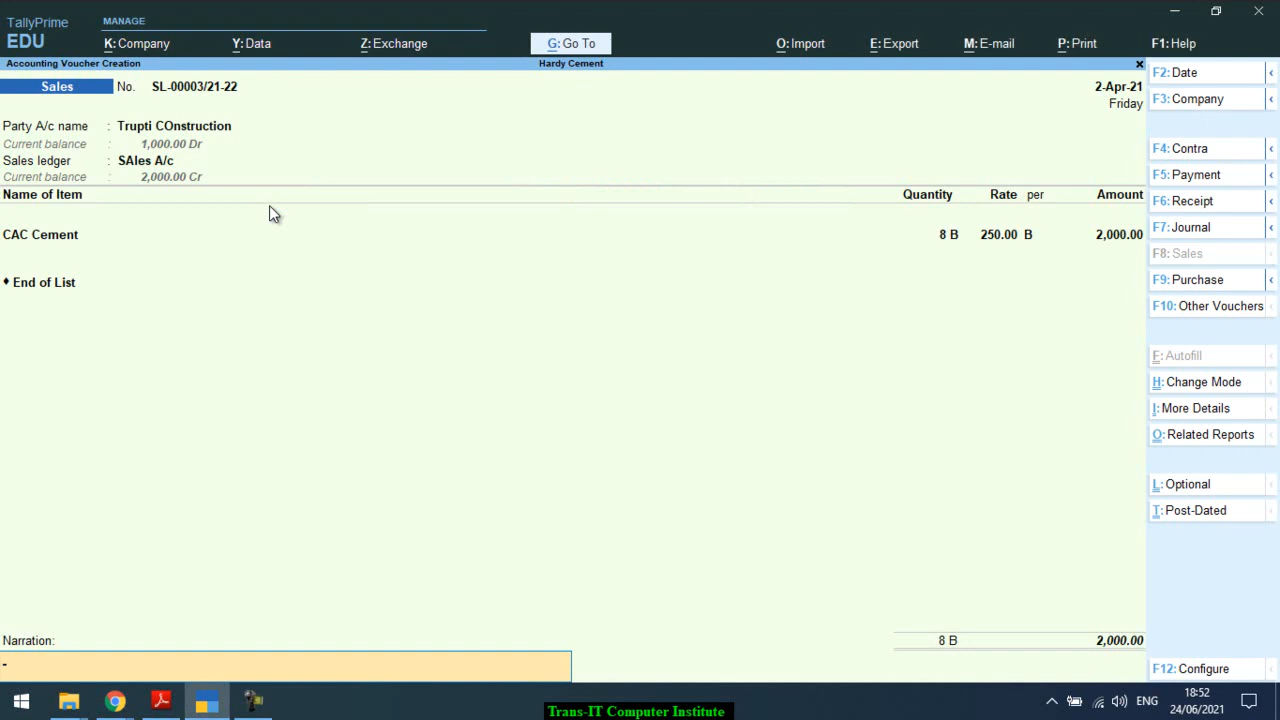 TallyPrime
EDU
MANAGE
K: Company
Y: Data
Z: Exchange
G: Go To
O: Import
E: Export
M: E-mail
P: Print
F1: Help
Accounting Voucher Creation
Hardy Cement
Sales No. SL-00003/21-22
2-Apr-21
Friday
Party A/c name : Trupti COnstruction
Current balance : 1,000.00 Dr
Sales ledger : SAles A/c
Current balance : 2,000.00 Cr
Name of Item Quantity Rate per Amount
CAC Cement 8 B 250.00 B 2,000.00
♦ End of List
Narration: 8 B 2,000.00
-
F2: Date
F3: Company
F4: Contra
F5: Payment
F6: Receipt
F7: Journal
F8: Sales
F9: Purchase
F10: Other Vouchers
F: Autofill
H: Change Mode
I: More Details
O: Related Reports
L: Optional
T: Post-Dated
F12: Configure
ENG
18:52
24/06/2021
Trans-IT Computer Institute